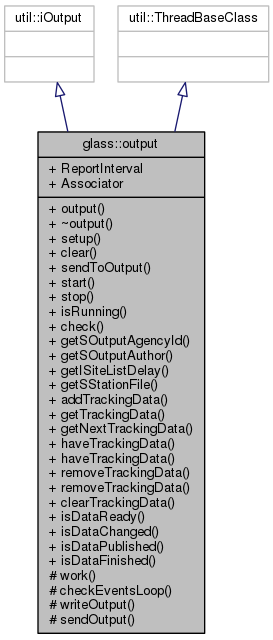 util::iOutput
util::ThreadBaseClass
glass::output
+ ReportInterval
+ Associator
+ output()
+ ~output()
+ setup()
+ clear()
+ sendToOutput()
+ start()
+ stop()
+ isRunning()
+ check()
+ getSOutputAgencyId()
+ getSOutputAuthor()
+ getISiteListDelay()
+ getSStationFile()
+ addTrackingData()
+ getTrackingData()
+ getNextTrackingData()
+ haveTrackingData()
+ haveTrackingData()
+ removeTrackingData()
+ removeTrackingData()
+ clearTrackingData()
+ isDataReady()
+ isDataChanged()
+ isDataPublished()
+ isDataFinished()
# work()
# checkEventsLoop()
# writeOutput()
# sendOutput()